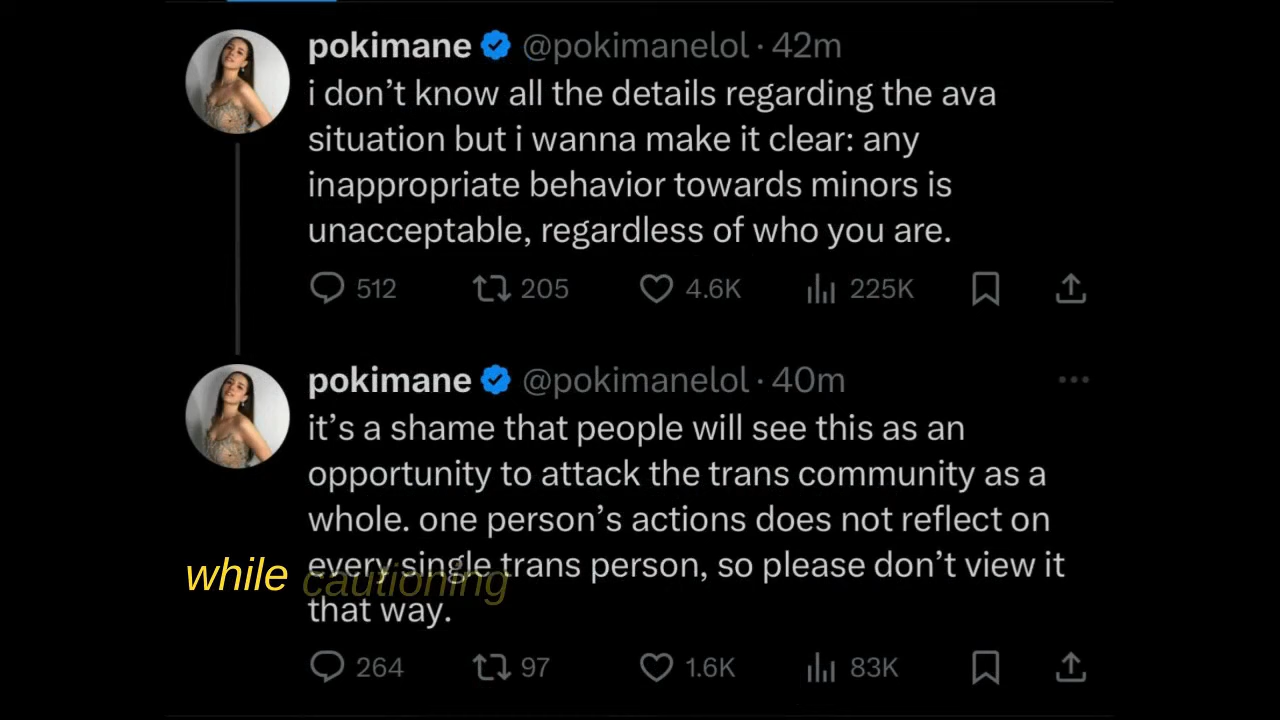 pokimane @pokimanelol · 42m
i don’t know all the details regarding the ava
situation but i wanna make it clear: any
inappropriate behavior towards minors is
unacceptable, regardless of who you are.
512 205 4.6K 225K
pokimane @pokimanelol · 40m
it’s a shame that people will see this as an
opportunity to attack the trans community as a
whole. one person’s actions does not reflect on
every single trans person, so please don’t view it
while cautioning
that way.
264 97 1.6K 83K